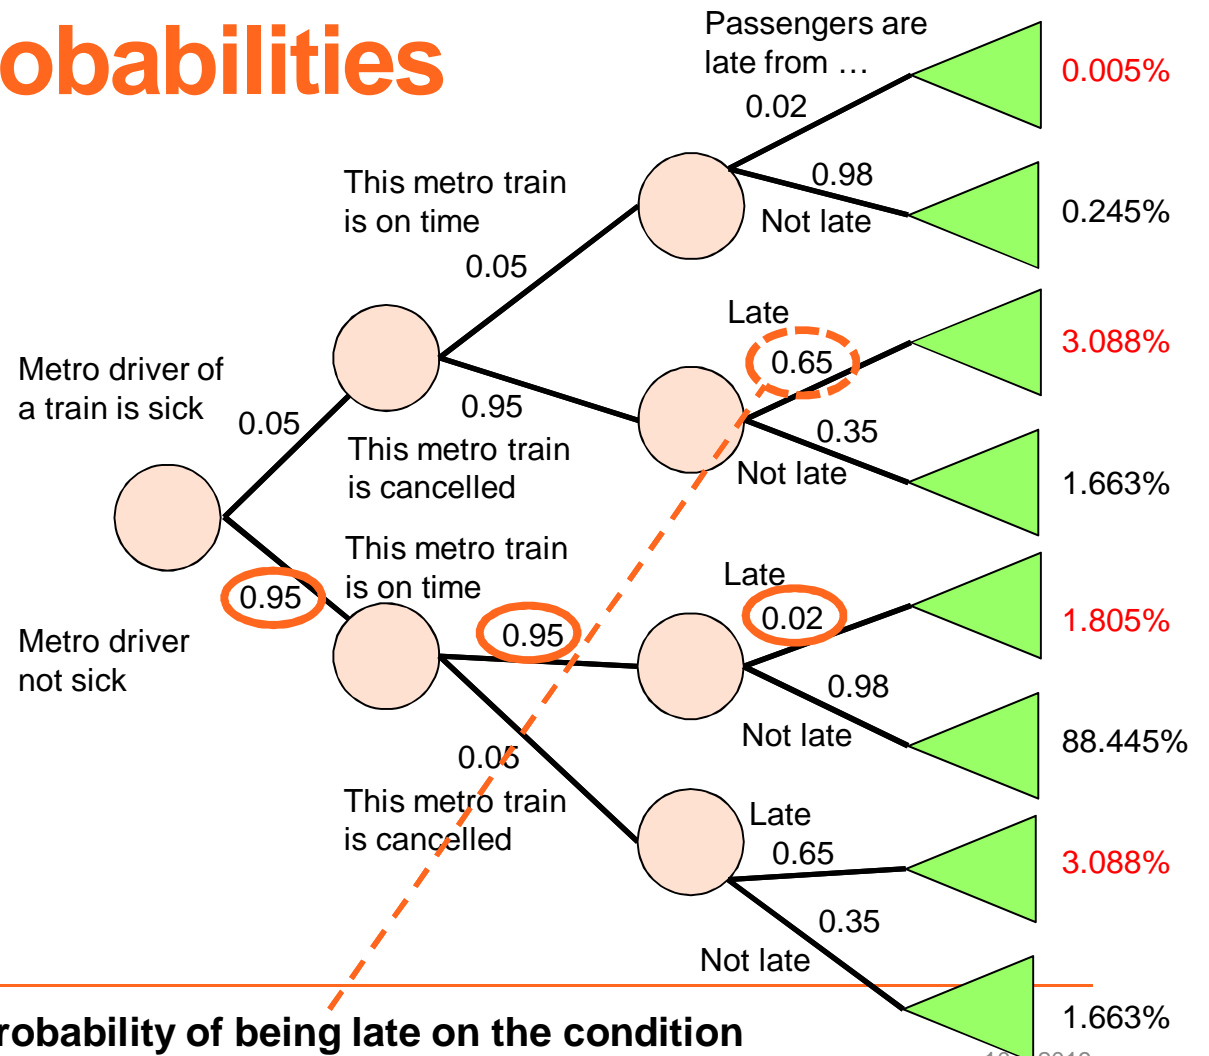 obabilities
Passengers are
late from …
0.02
0.005%
0.98
Not late
0.245%
This metro train
is on time
0.05
Late
0.65
3.088%
Metro driver of
a train is sick
0.05
0.95
This metro train
is cancelled
0.35
Not late
1.663%
This metro train
is on time
Late
0.95
0.95
0.02
1.805%
Metro driver
not sick
0.98
Not late
88.445%
0.05
This metro train
is cancelled
Late
0.65
3.088%
0.35
Not late
1.663%
robability of being late on the condition